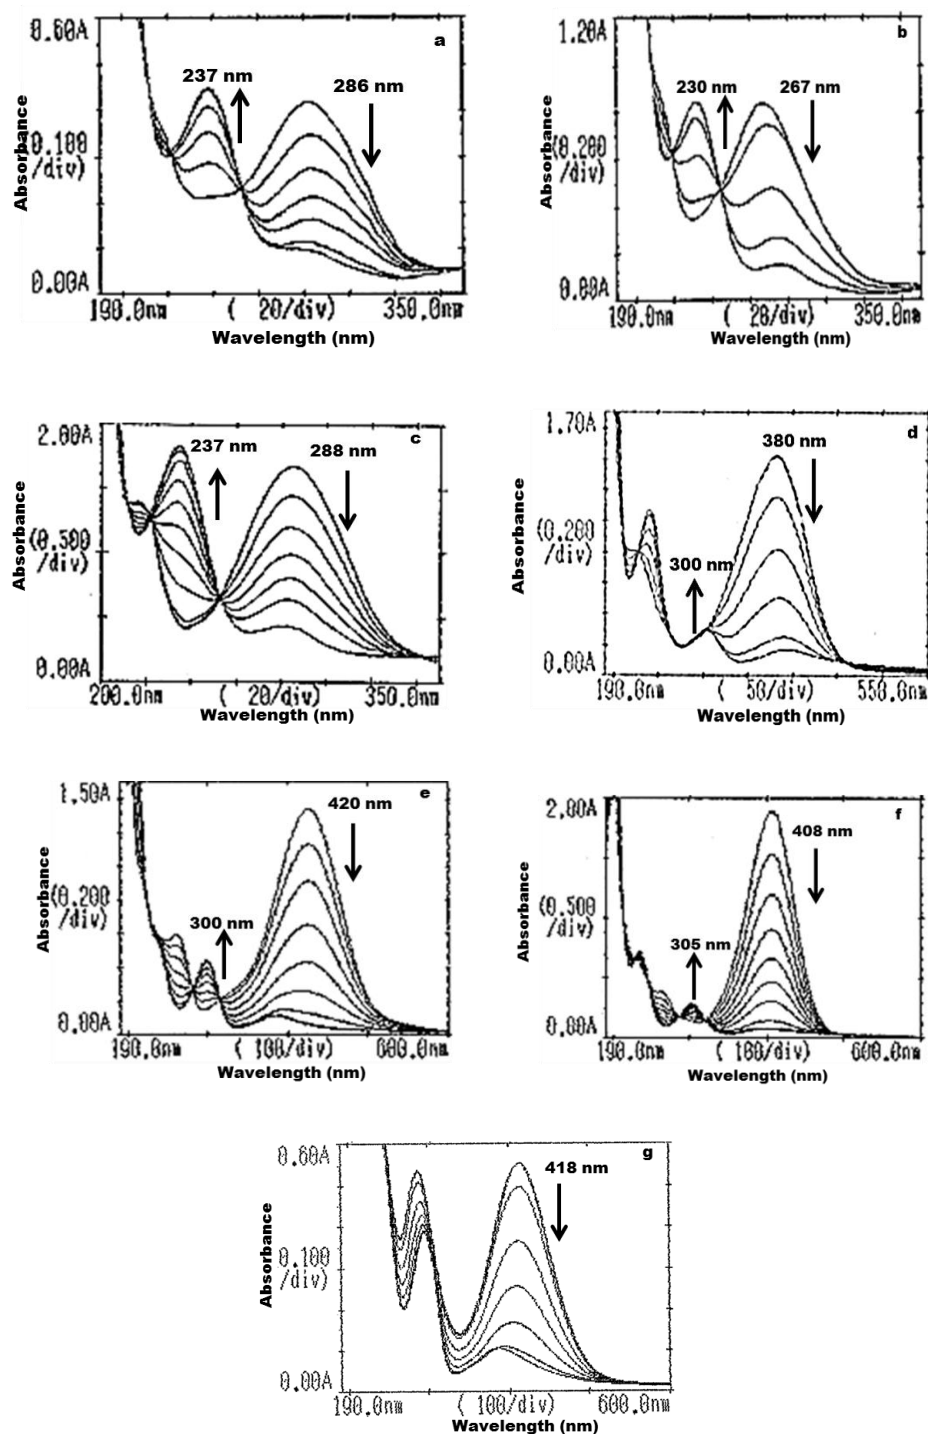 a
0.60A
237 nm
286 nm
Absorbance
0.100
/div)
0.00A
190.0nm ( 20/div) 350.0nm
Wavelength (nm)
b
1.20A
230 nm
267 nm
Absorbance
(0.200
/div)
0.00A
190.0nm ( 20/div) 350.0nm
Wavelength (nm)
c
2.00A
237 nm
288 nm
Absorbance
(0.500
/div)
0.00A
200.0nm ( 20/div) 350.0nm
Wavelength (nm)
d
1.70A
380 nm
Absorbance
(0.200
/div)
300 nm
0.00A
190.0nm ( 50/div) 550.0nm
Wavelength (nm)
e
1.50A
420 nm
Absorbance
(0.200
/div)
300 nm
0.00A
190.0nm ( 100/div) 600.0nm
Wavelength (nm)
f
2.00A
408 nm
Absorbance
(0.500
/div)
305 nm
0.00A
190.0nm ( 100/div) 600.0nm
Wavelength (nm)
g
0.60A
418 nm
Absorbance
0.100
/div)
0.00A
190.0nm ( 100/div) 600.0nm
Wavelength (nm)